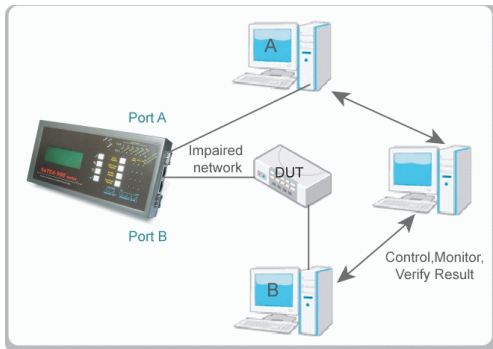 A
Port A
Impaired
network
DUT
Port B
B
Control,Monitor,
Verify Result